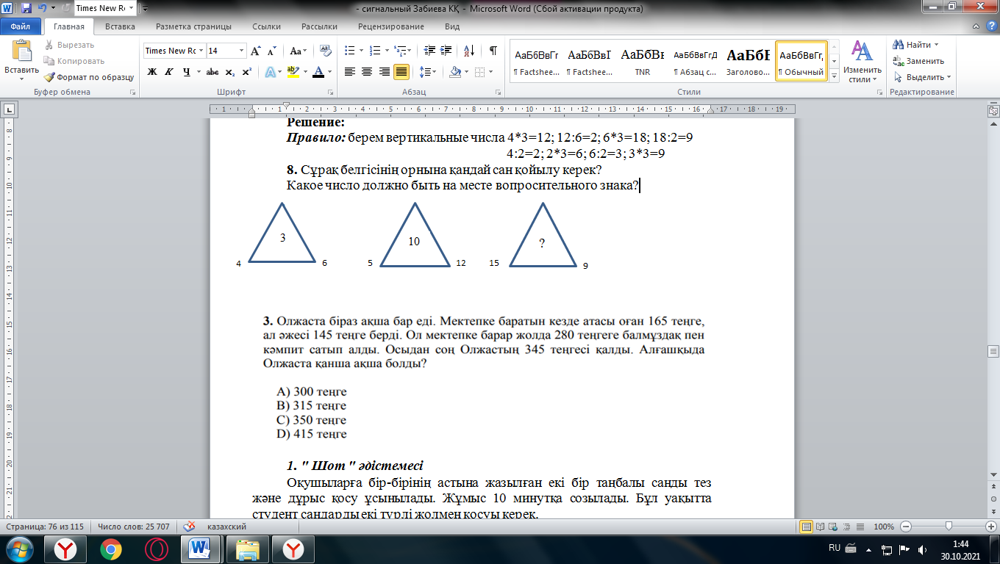 - сигнальный Забиева КҚ - Microsoft Word (Сбой активации продукта)
Times New Ro
Файл Главная Вставка Разметка страницы Ссылки Рассылки Рецензирование Вид
Вставить
Вырезать
Копировать
Формат по образцу
Буфер обмена
Times New Ro 14
Ж К Ч abc x₂ x²
Шрифт
Абзац
АаБбВвГг АаБбВвІ АаБбВı АаБбВвГгД АаБбЕ АаБбВвГг,
¶ Factshee... ¶ Factshee... TNR ¶ Абзац с... Заголово... ¶ Обычный
Стили
Изменить
стили
Найти
Заменить
Выделить
Редактирование
Решение:
Правило: берем вертикальные числа 4*3=12; 12:6=2; 6*3=18; 18:2=9
4:2=2; 2*3=6; 6:2=3; 3*3=9
8. Сұрақ белгісінің орнына қандай сан қойылу керек?
Какое число должно быть на месте вопросительного знака?
3 10 ?
4 6 5 12 15 9
3. Олжаста біраз ақша бар еді. Мектепке баратын кезде атасы оған 165 теңге,
ал әжесі 145 теңге берді. Ол мектепке барар жолда 280 теңгеге балмұздақ пен
кәмпит сатып алды. Осыдан соң Олжастың 345 теңгесі қалды. Алғашқыда
Олжаста қанша ақша болды?
A) 300 теңге
B) 315 теңге
C) 350 теңге
D) 415 теңге
1. " Шот " әдістемесі
Оқушыларға бір-бірінің астына жазылған екі бір таңбалы санды тез
және дұрыс қосу ұсынылады. Жұмыс 10 минутқа созылады. Бұл уақытта
студент сандарды екі түрлі жолмен қосуы керек.
Страница: 76 из 115 Число слов: 25 707 казахский 100%
RU 1:44
30.10.2021